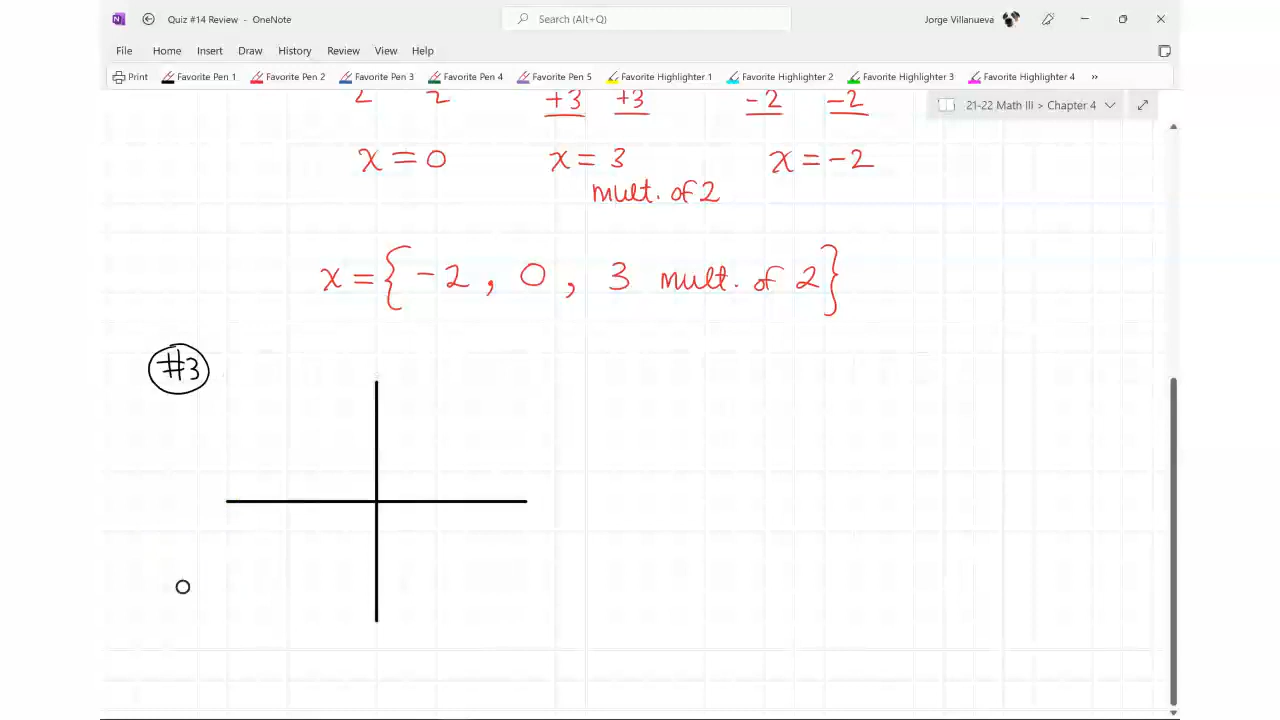 Quiz #14 Review - OneNote
Search (Alt+Q)
Jorge Villanueva
File Home Insert Draw History Review View Help
Print Favorite Pen 1 Favorite Pen 2 Favorite Pen 3 Favorite Pen 4 Favorite Pen 5 Favorite Highlighter 1 Favorite Highlighter 2 Favorite Highlighter 3 Favorite Highlighter 4 »
21-22 Math III > Chapter 4
2 2 +3 +3 -2 -2
x = 0 x = 3 x = -2
mult. of 2
x = { -2 , 0 , 3 mult. of 2 }
#3